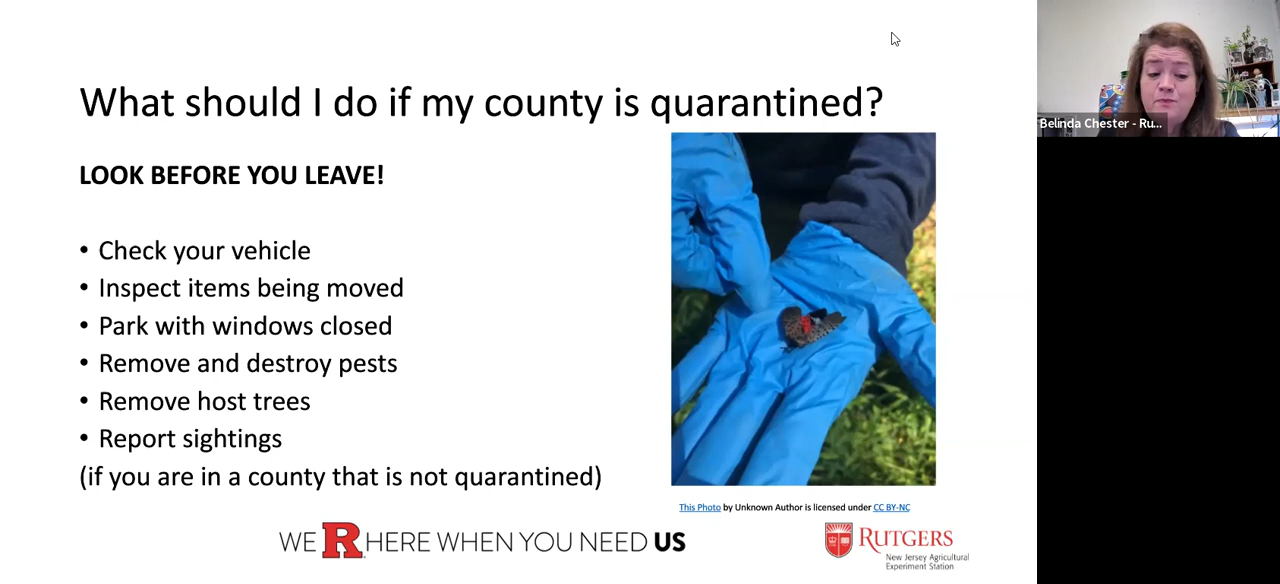 What should I do if my county is quarantined?
LOOK BEFORE YOU LEAVE!
• Check your vehicle
• Inspect items being moved
• Park with windows closed
• Remove and destroy pests
• Remove host trees
• Report sightings
(if you are in a county that is not quarantined)
This Photo by Unknown Author is licensed under CC BY-NC
WE R HERE WHEN YOU NEED US
RUTGERS
New Jersey Agricultural
Experiment Station
Belinda Chester - Ru...